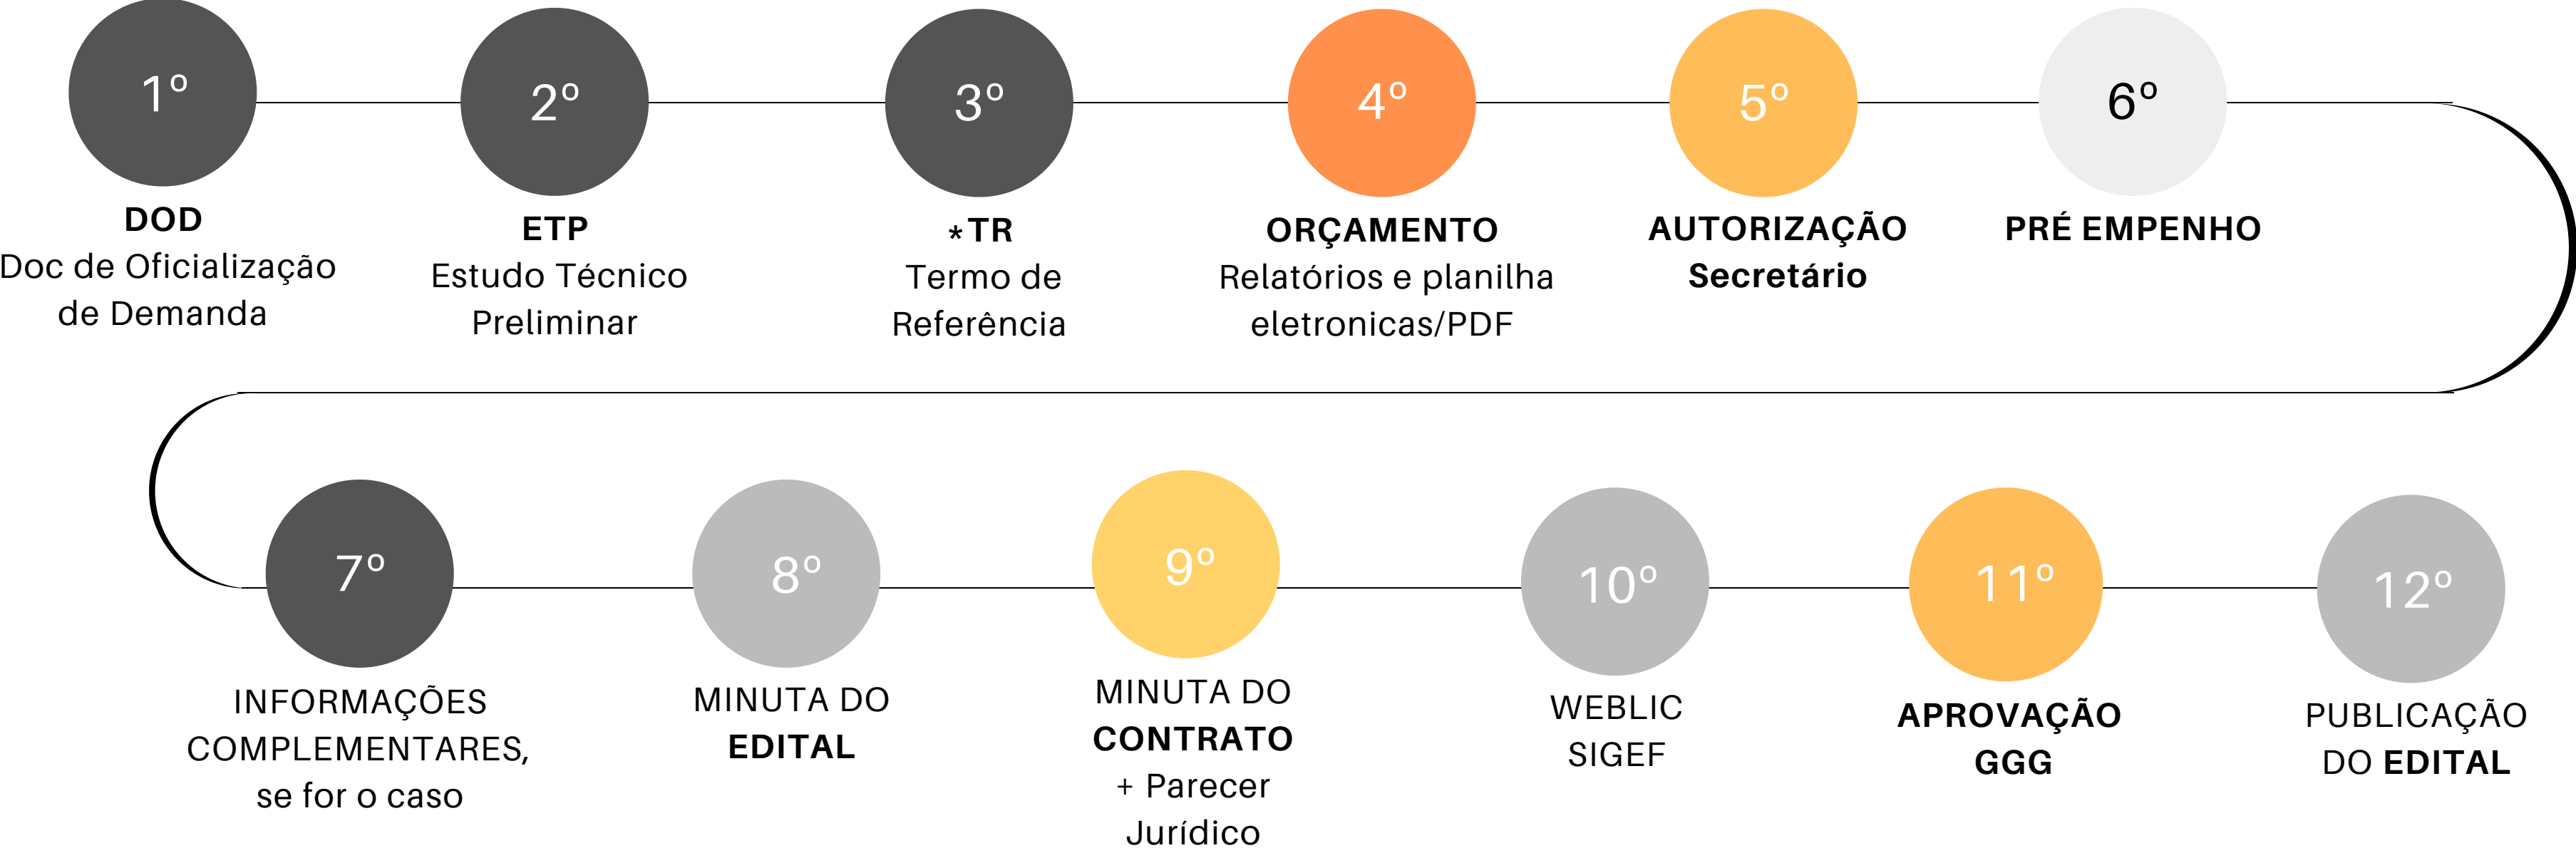 1º
2º
3º
4º
5º
6º
DOD
Doc de Oficialização
de Demanda
ETP
Estudo Técnico
Preliminar
*TR
Termo de
Referência
ORÇAMENTO
Relatórios e planilha
eletronicas/PDF
AUTORIZAÇÃO
Secretário
PRÉ EMPENHO
7º
8º
9º
10º
11º
12º
INFORMAÇÕES
COMPLEMENTARES,
se for o caso
MINUTA DO
EDITAL
MINUTA DO
CONTRATO
+ Parecer
Jurídico
WEBLIC
SIGEF
APROVAÇÃO
GGG
PUBLICAÇÃO
DO EDITAL